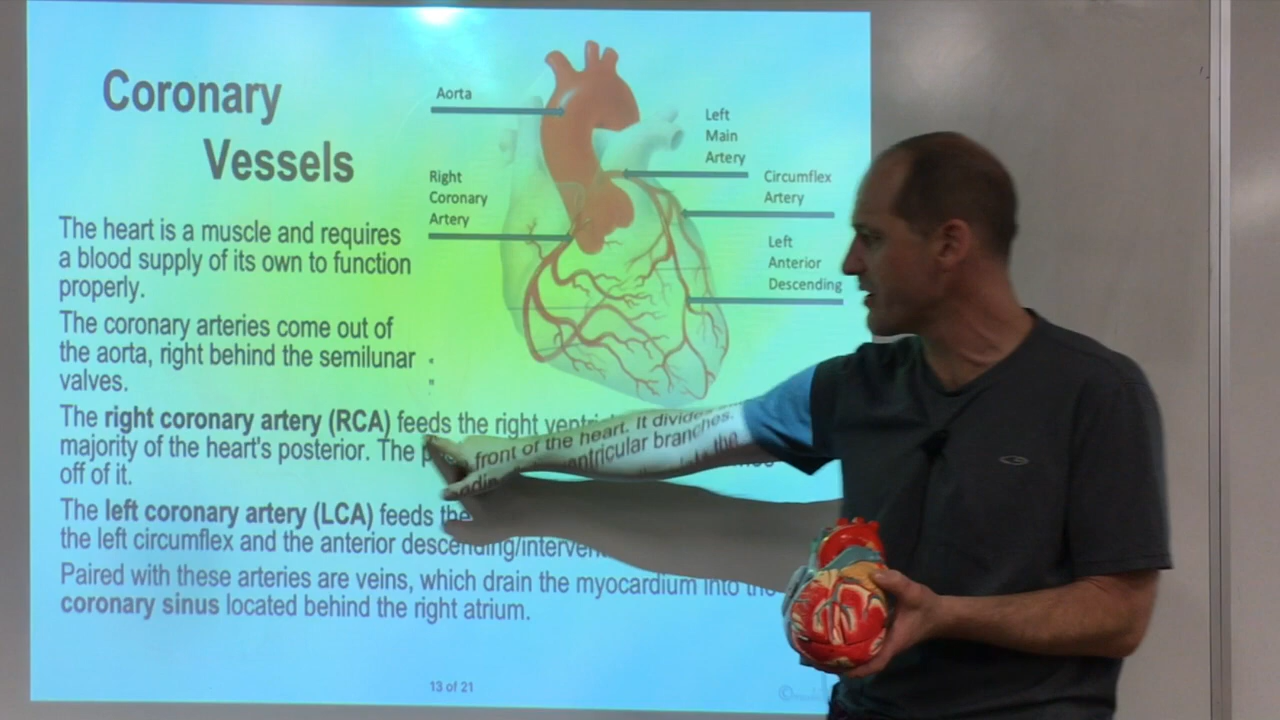 Coronary
Vessels
Aorta
Left
Main
Artery
Right
Coronary
Artery
Circumflex
Artery
Left
Anterior
Descending
The heart is a muscle and requires
a blood supply of its own to function
properly.
The coronary arteries come out of
the aorta, right behind the semilunar
valves.
The right coronary artery (RCA) feeds the right
majority of the heart's posterior. The
off of it.
The left coronary artery (LCA) feeds the front of the heart. It
the left circumflex and the anterior ventricular branches.
Paired with these arteries are veins, which drain the myocardium into the
coronary sinus located behind the right atrium.
13 of 21